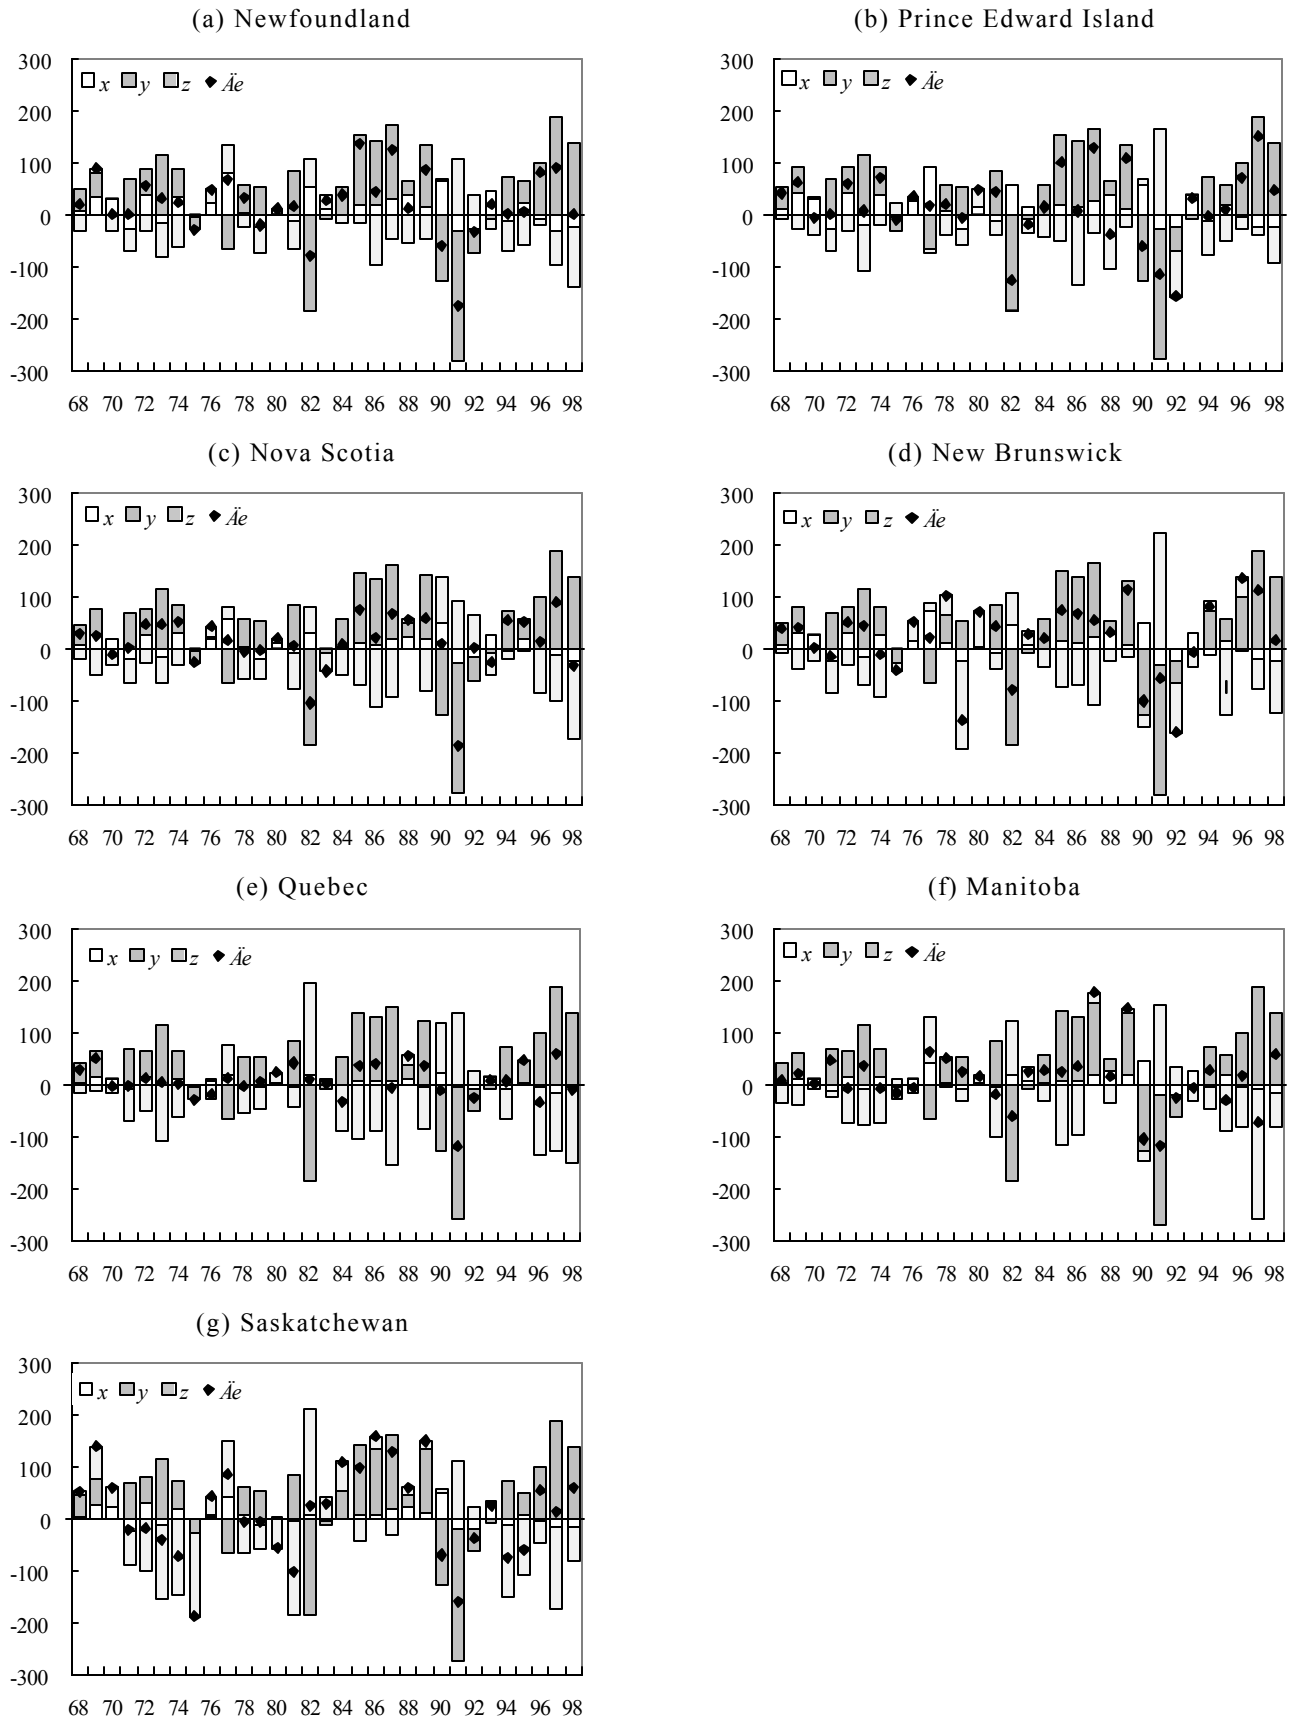 (a) Newfoundland
300
x y z Äe
200
100
0
-100
-200
-300
68 70 72 74 76 78 80 82 84 86 88 90 92 94 96 98
(b) Prince Edward Island
300
x y z Äe
200
100
0
-100
-200
-300
68 70 72 74 76 78 80 82 84 86 88 90 92 94 96 98
(c) Nova Scotia
300
x y z Äe
200
100
0
-100
-200
-300
68 70 72 74 76 78 80 82 84 86 88 90 92 94 96 98
(d) New Brunswick
300
x y z Äe
200
100
0
-100
-200
-300
68 70 72 74 76 78 80 82 84 86 88 90 92 94 96 98
(e) Quebec
300
x y z Äe
200
100
0
-100
-200
-300
68 70 72 74 76 78 80 82 84 86 88 90 92 94 96 98
(f) Manitoba
300
x y z Äe
200
100
0
-100
-200
-300
68 70 72 74 76 78 80 82 84 86 88 90 92 94 96 98
(g) Saskatchewan
300
x y z Äe
200
100
0
-100
-200
-300
68 70 72 74 76 78 80 82 84 86 88 90 92 94 96 98